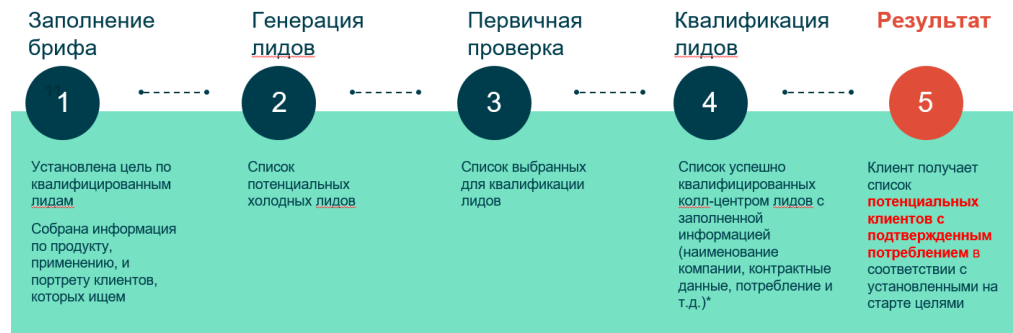 Заполнение
брифа
Генерация
лидов
Первичная
проверка
Квалификация
лидов
Результат
1
2
3
4
5
Установлена цель по
квалифицированным
лидам
Собрана информация
по продукту,
применению, и
портрету клиентов,
которых ищем
Список
потенциальных
холодных лидов
Список выбранных
для квалификации
лидов
Список успешно
квалифицированных
колл-центром лидов с
заполненной
информацией
(наименование
компании, контрактные
данные, потребление и
т.д.)*
Клиент получает
список
потенциальных
клиентов с
подтвержденным
потреблением в
соответствии с
установленными на
старте целями